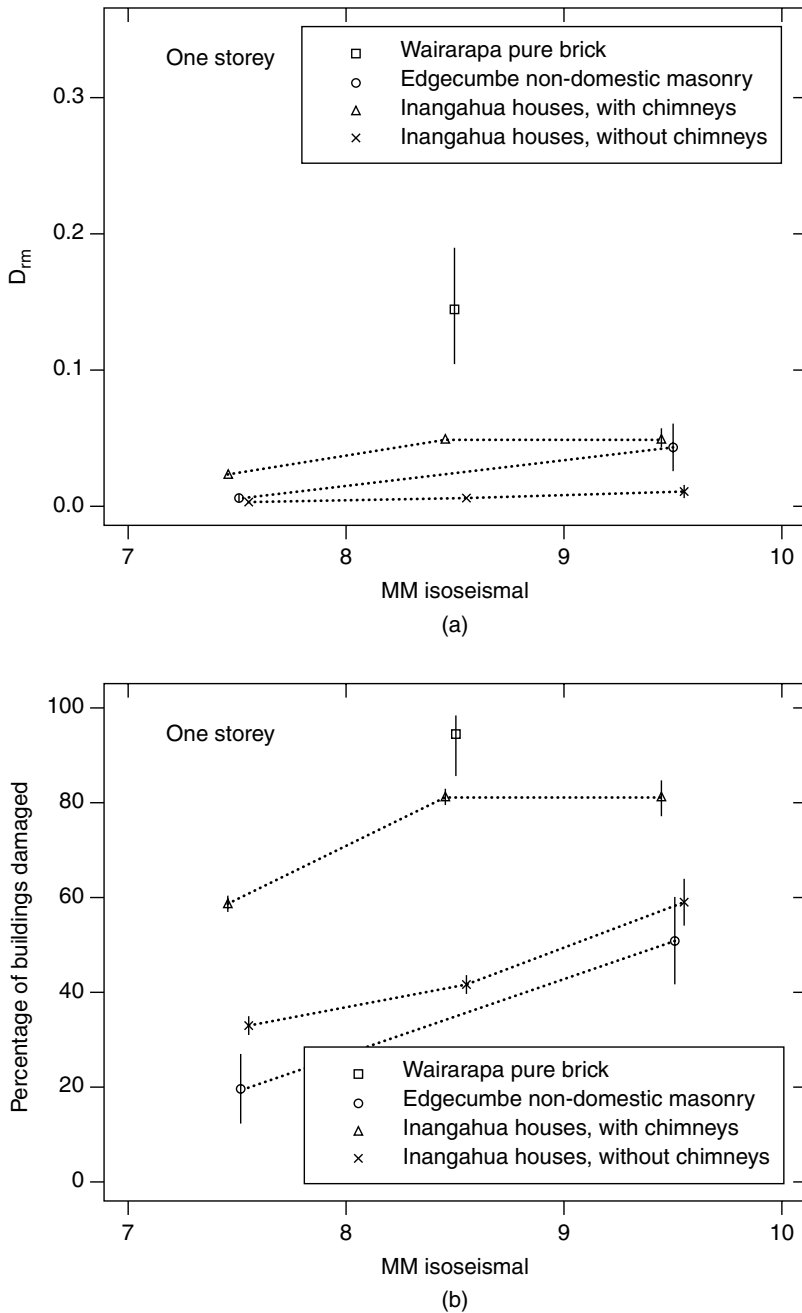 One storey
Wairarapa pure brick
Edgecumbe non-domestic masonry
Inangahua houses, with chimneys
Inangahua houses, without chimneys
0.3
0.2
0.1
0.0
D_rm
7 8 9 10
MM isoseismal
(a)
One storey
100
80
60
40
20
0
Percentage of buildings damaged
Wairarapa pure brick
Edgecumbe non-domestic masonry
Inangahua houses, with chimneys
Inangahua houses, without chimneys
7 8 9 10
MM isoseismal
(b)